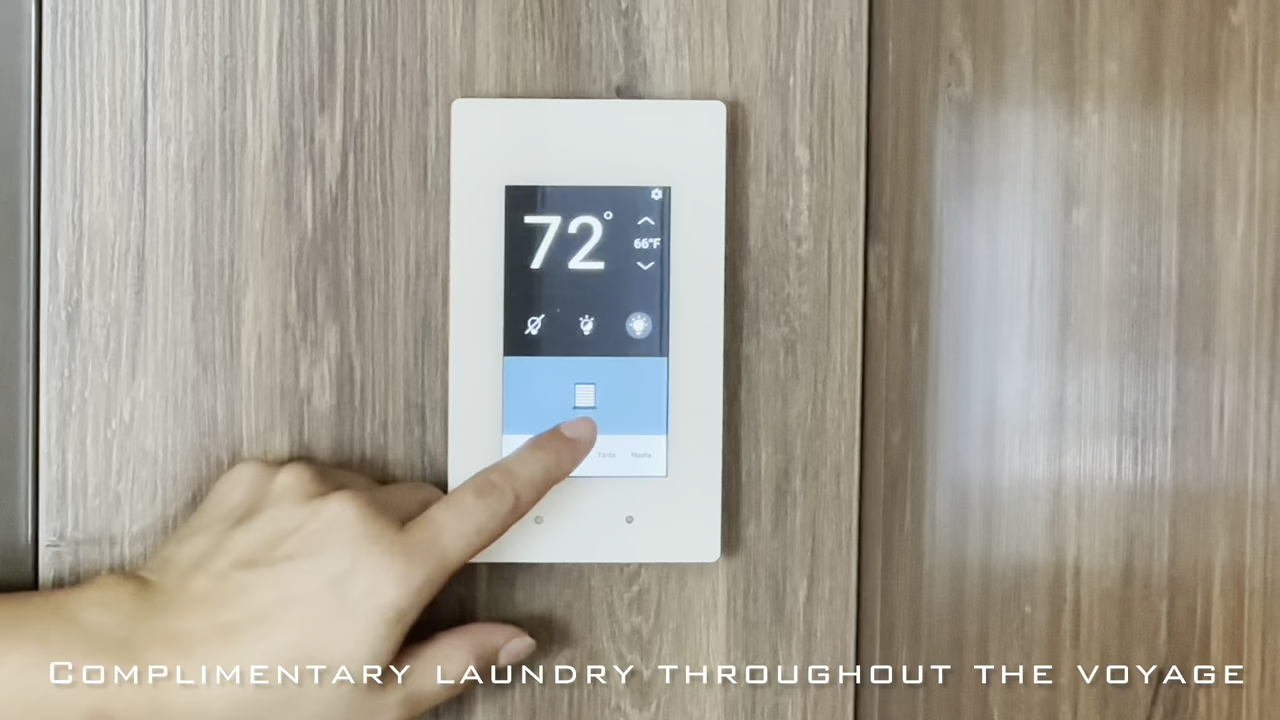 72°
66°F
Tarde Noche
COMPLIMENTARY LAUNDRY THROUGHOUT THE VOYAGE